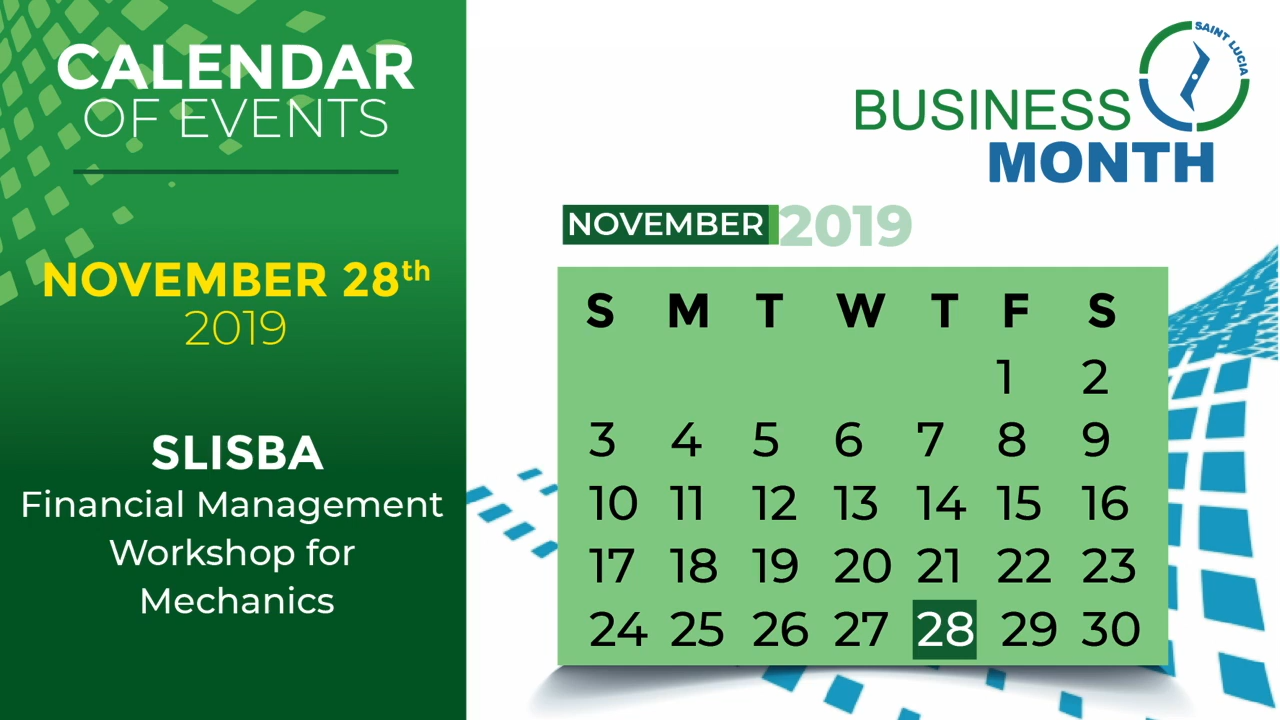 CALENDAR
OF EVENTS
NOVEMBER 28th
2019
SLISBA
Financial Management
Workshop for
Mechanics
SAINT LUCIA
BUSINESS
MONTH
NOVEMBER 2019
S M T W T F S
1 2
3 4 5 6 7 8 9
10 11 12 13 14 15 16
17 18 19 20 21 22 23
24 25 26 27 28 29 30